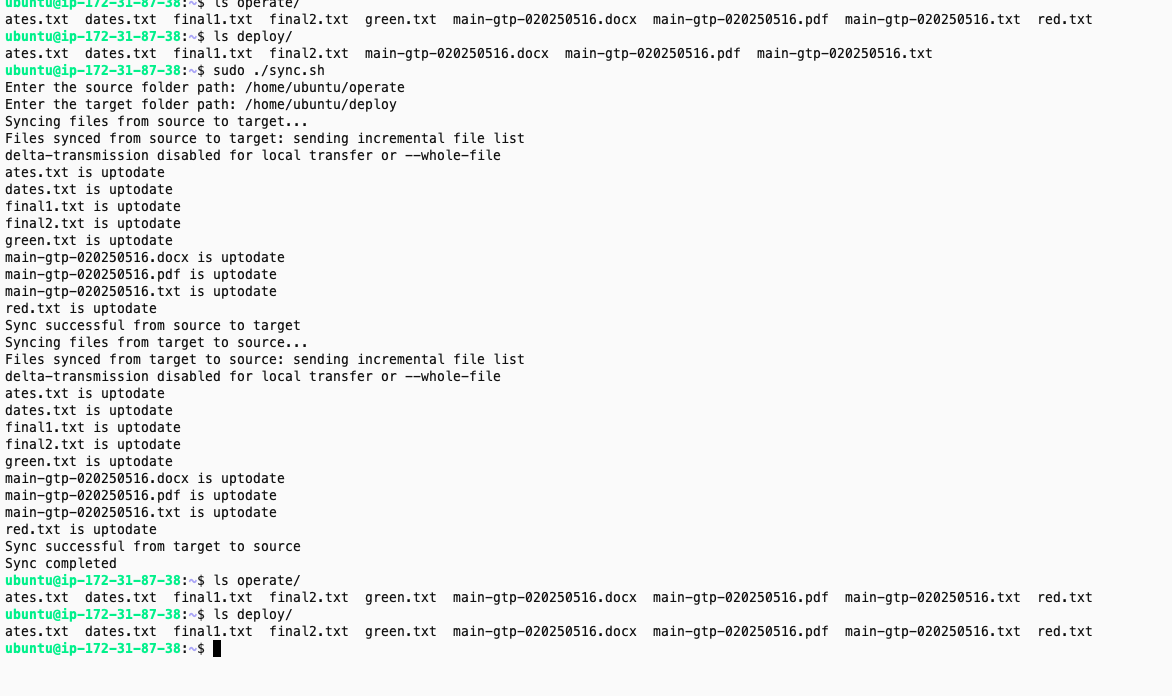 ubuntu@ip-172-31-87-38:~$ ls operate/
ates.txt  dates.txt  final1.txt  final2.txt  green.txt  main-gtp-020250516.docx  main-gtp-020250516.pdf  main-gtp-020250516.txt  red.txt
ubuntu@ip-172-31-87-38:~$ ls deploy/
ates.txt  dates.txt  final1.txt  final2.txt  main-gtp-020250516.docx  main-gtp-020250516.pdf  main-gtp-020250516.txt
ubuntu@ip-172-31-87-38:~$ sudo ./sync.sh
Enter the source folder path: /home/ubuntu/operate
Enter the target folder path: /home/ubuntu/deploy
Syncing files from source to target...
Files synced from source to target: sending incremental file list
delta-transmission disabled for local transfer or --whole-file
ates.txt is uptodate
dates.txt is uptodate
final1.txt is uptodate
final2.txt is uptodate
green.txt is uptodate
main-gtp-020250516.docx is uptodate
main-gtp-020250516.pdf is uptodate
main-gtp-020250516.txt is uptodate
red.txt is uptodate
Sync successful from source to target
Syncing files from target to source...
Files synced from target to source: sending incremental file list
delta-transmission disabled for local transfer or --whole-file
ates.txt is uptodate
dates.txt is uptodate
final1.txt is uptodate
final2.txt is uptodate
green.txt is uptodate
main-gtp-020250516.docx is uptodate
main-gtp-020250516.pdf is uptodate
main-gtp-020250516.txt is uptodate
red.txt is uptodate
Sync successful from target to source
Sync completed
ubuntu@ip-172-31-87-38:~$ ls operate/
ates.txt  dates.txt  final1.txt  final2.txt  green.txt  main-gtp-020250516.docx  main-gtp-020250516.pdf  main-gtp-020250516.txt  red.txt
ubuntu@ip-172-31-87-38:~$ ls deploy/
ates.txt  dates.txt  final1.txt  final2.txt  green.txt  main-gtp-020250516.docx  main-gtp-020250516.pdf  main-gtp-020250516.txt  red.txt
ubuntu@ip-172-31-87-38:~$